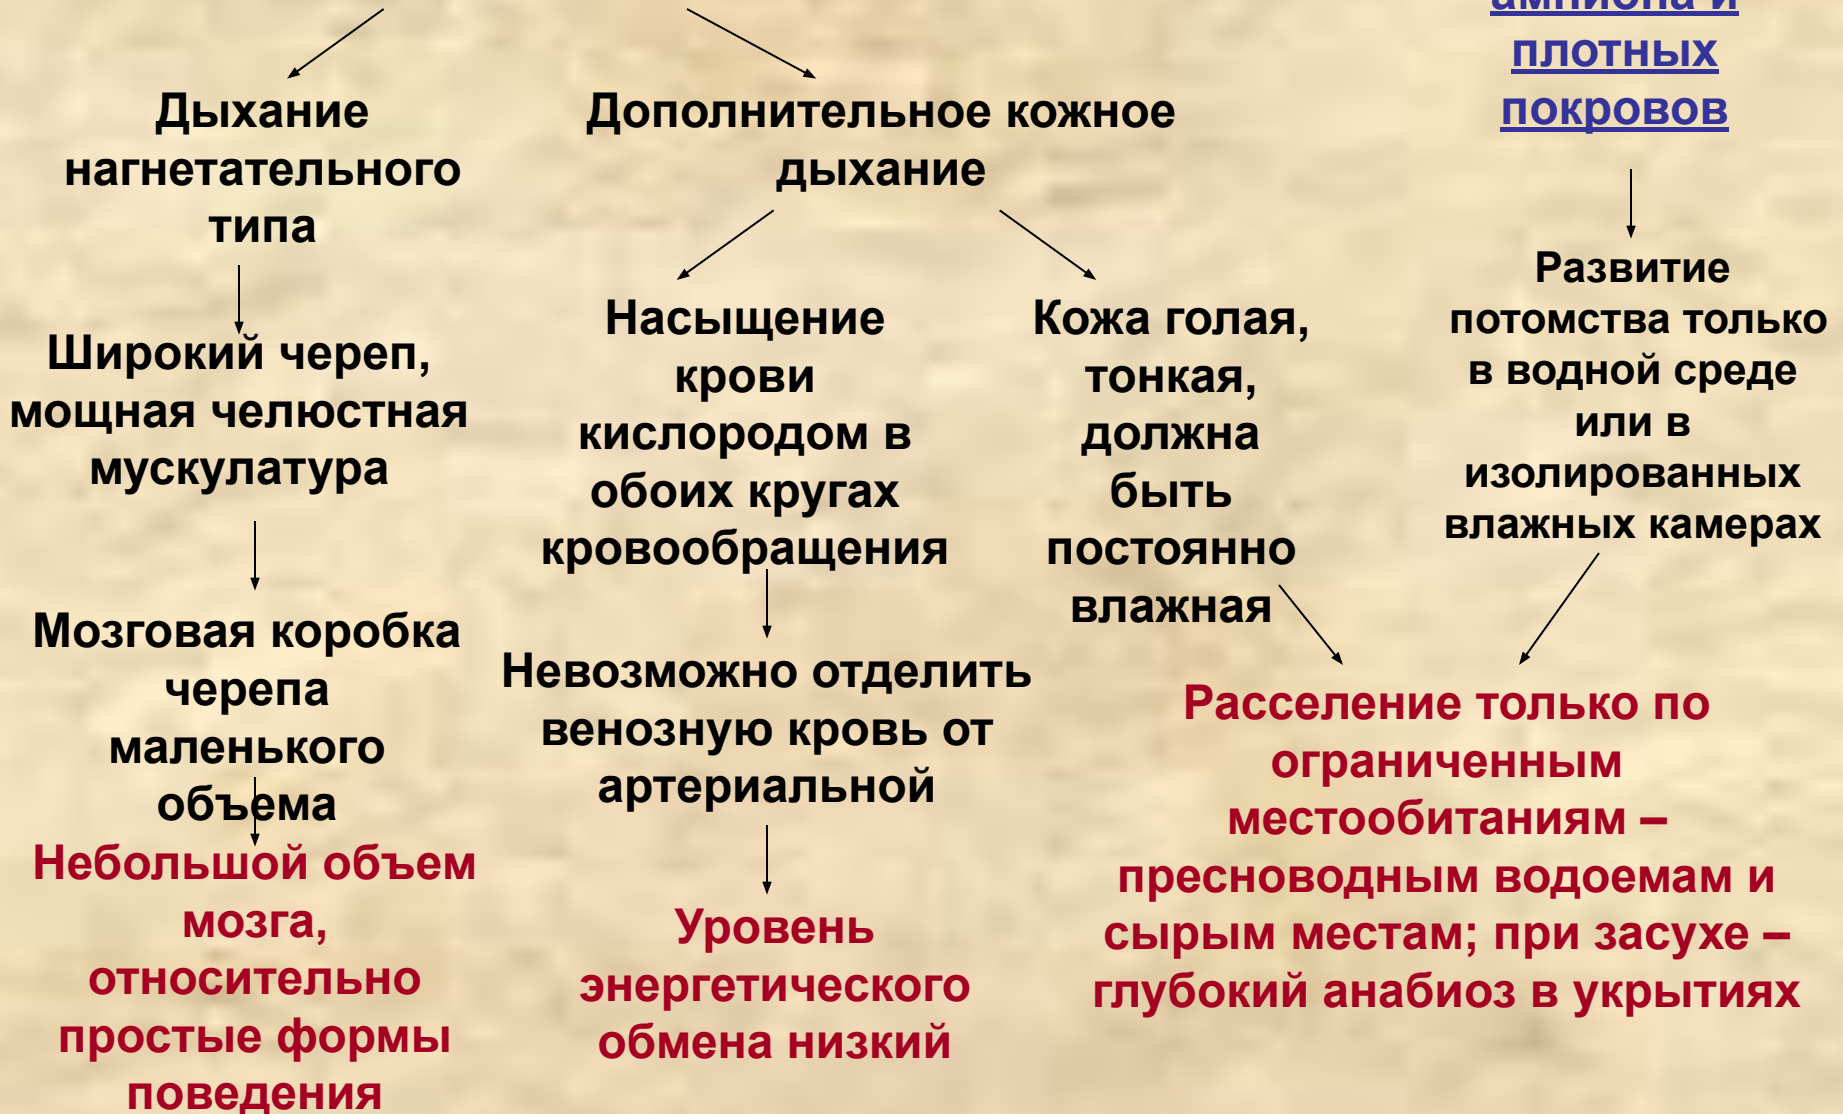 амниона и
плотных
покровов
Дыхание
нагнетательного
типа
Дополнительное кожное
дыхание
Широкий череп,
мощная челюстная
мускулатура
Насыщение
крови
кислородом в
обоих кругах
кровообращения
Кожа голая,
тонкая,
должна
быть
постоянно
влажная
Развитие
потомства только
в водной среде
или в
изолированных
влажных камерах
Мозговая коробка
черепа
маленького
объема
Невозможно отделить
венозную кровь от
артериальной
Расселение только по
ограниченным
местообитаниям –
пресноводным водоемам и
сырым местам; при засухе –
глубокий анабиоз в укрытиях
Небольшой объем
мозга,
относительно
простые формы
поведения
Уровень
энергетического
обмена низкий